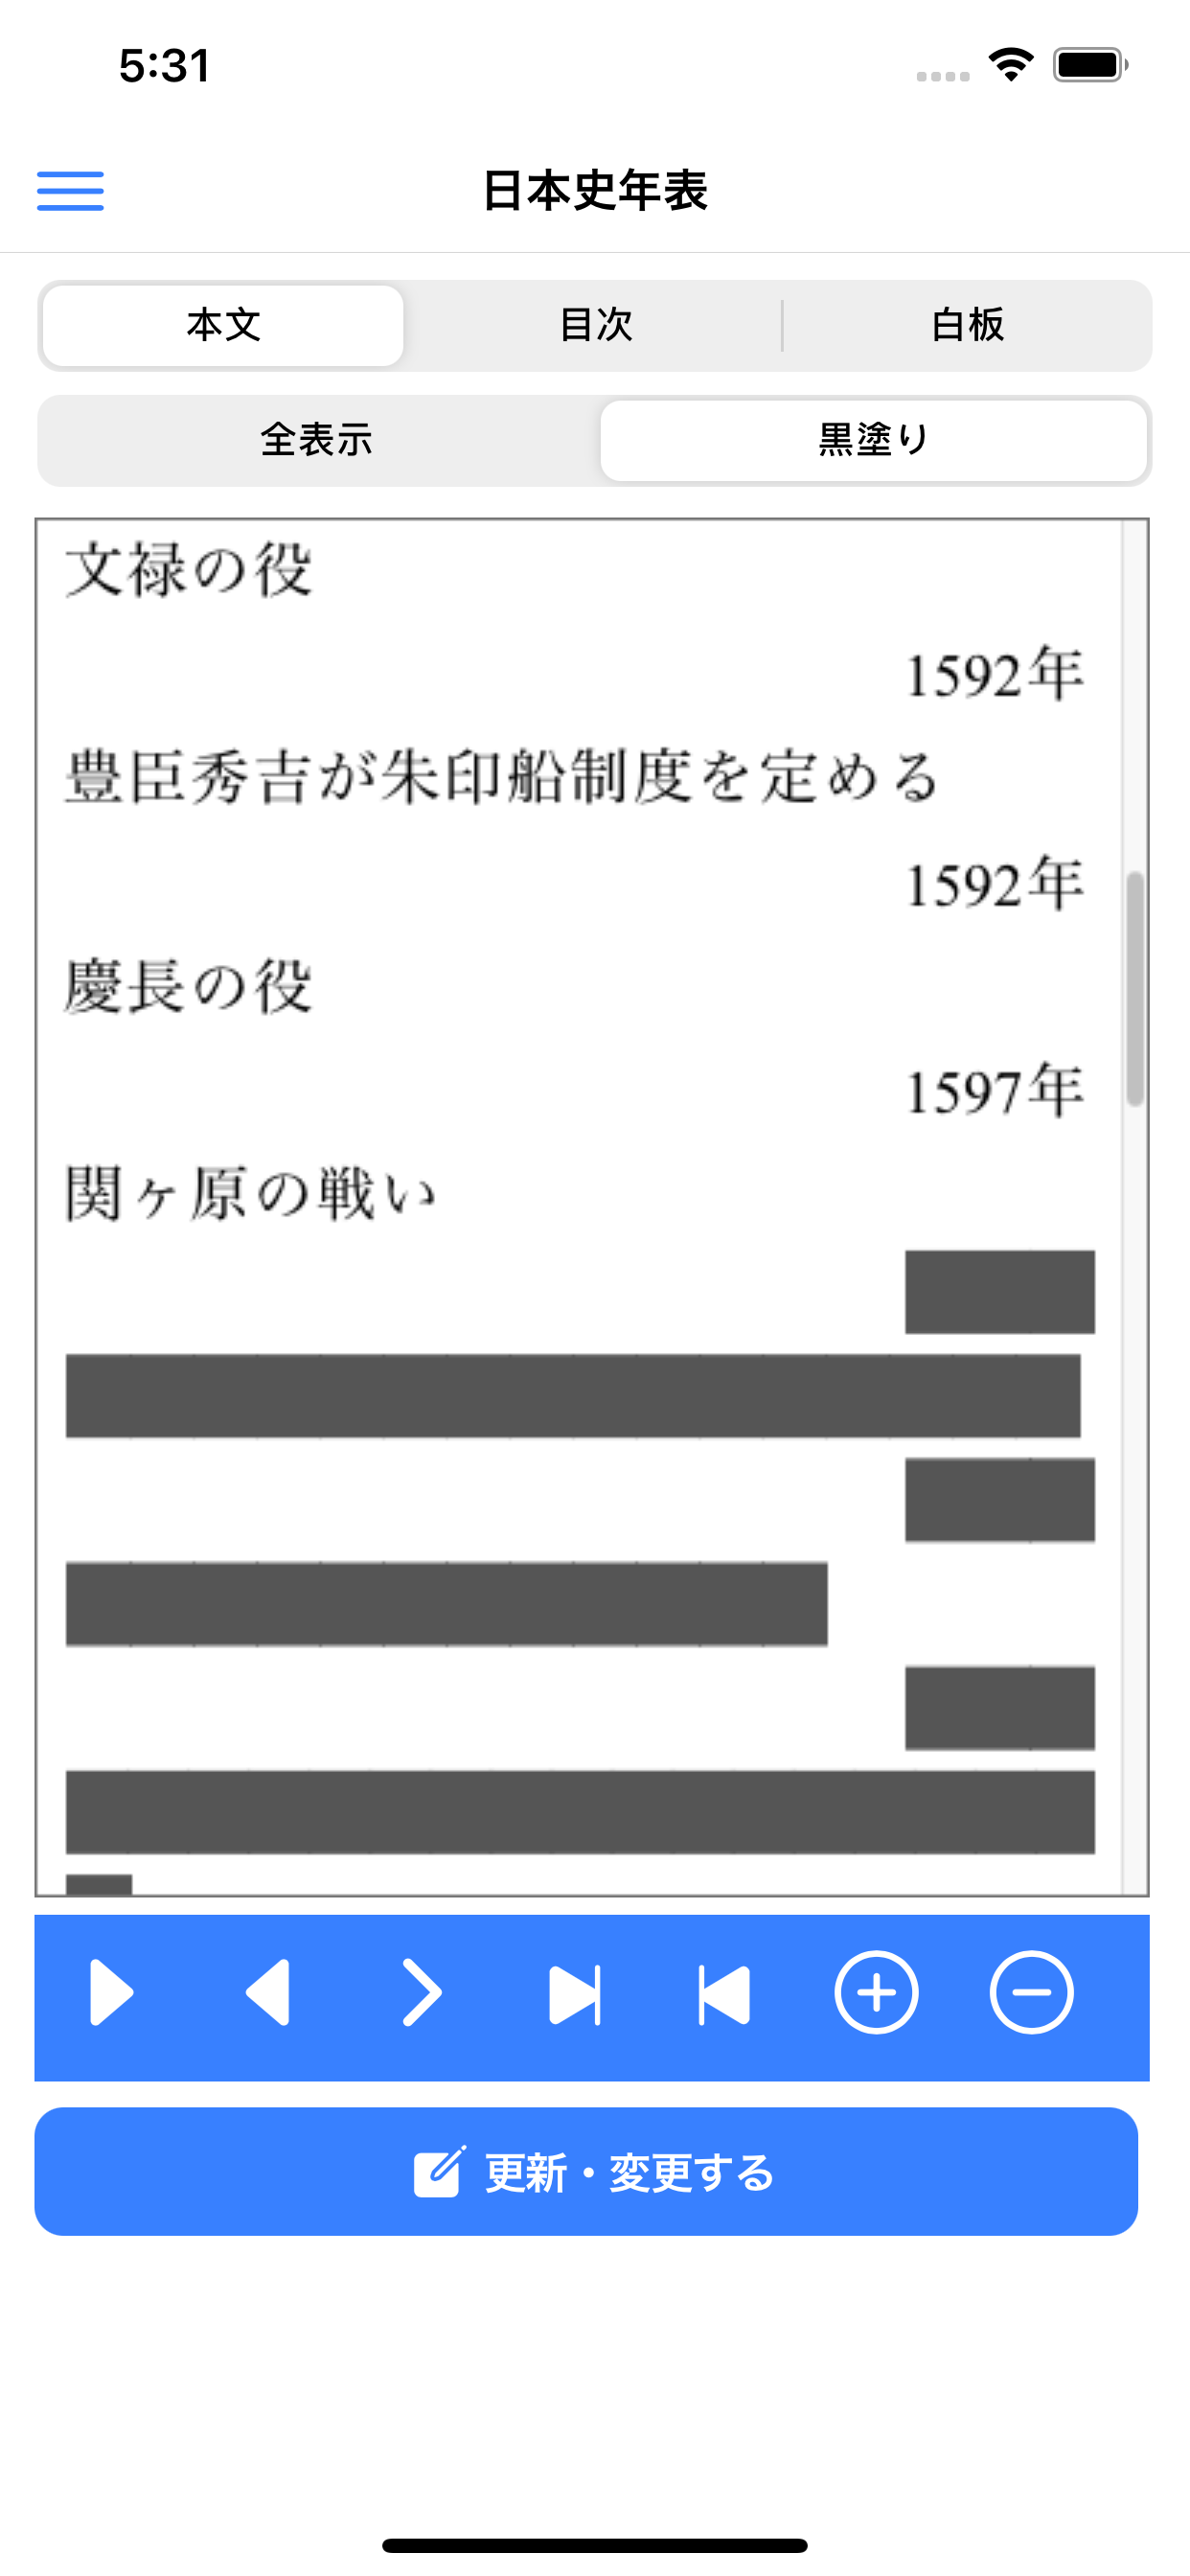 5:31
日本史年表
本文 目次 白板
全表示 黒塗り
文禄の役
1592年
豊臣秀吉が朱印船制度を定める
1592年
慶長の役
1597年
関ヶ原の戦い
更新・変更する